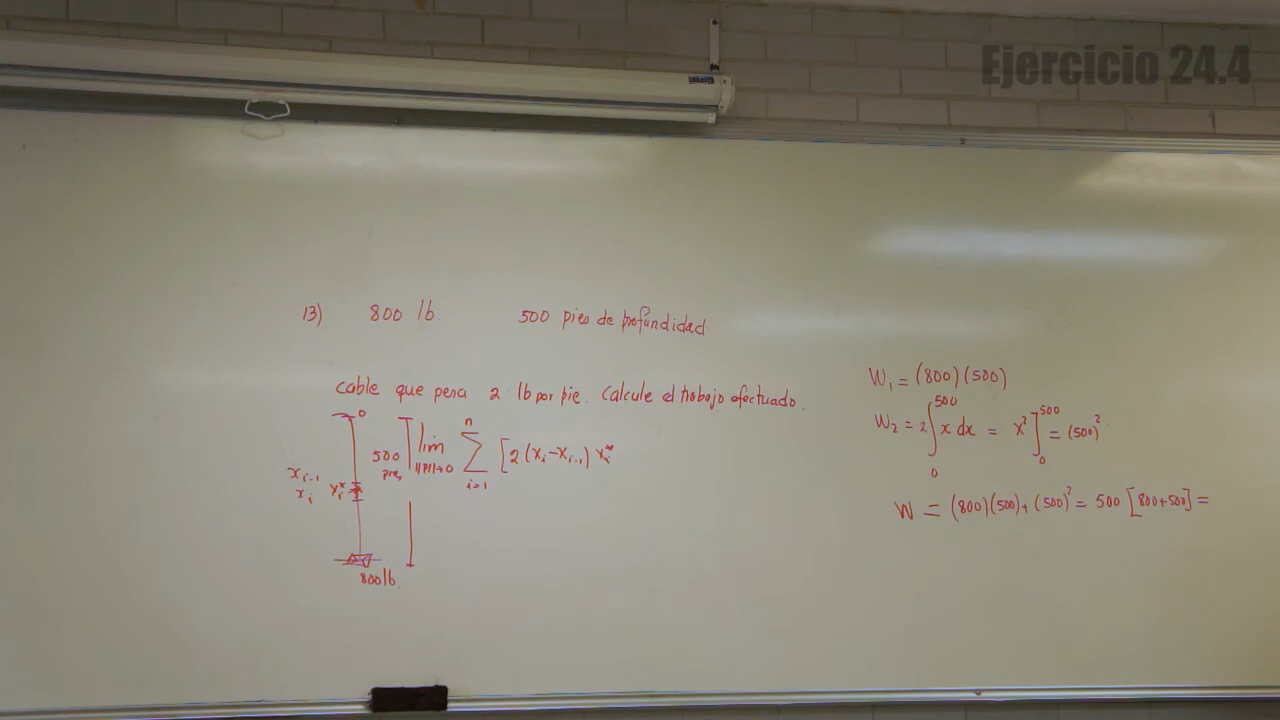 Ejercicio 24.4
13) 800 lb. 500 pies de profundidad
cable que pesa 2 lb por pie. Calcule el trabajo efectuado.
0
500 pies
lim ||P||→0 n Σ i=1 [2(xᵢ-xᵢ₋₁) xᵢ*
xᵢ₋₁
xᵢ xᵢ*
800 lb.
W₁ = (800)(500)
W₂ = 2∫₀⁵⁰⁰ x dx = x²]₀⁵⁰⁰ = (500)²
W = (800)(500) + (500)² = 500 [800+500] =